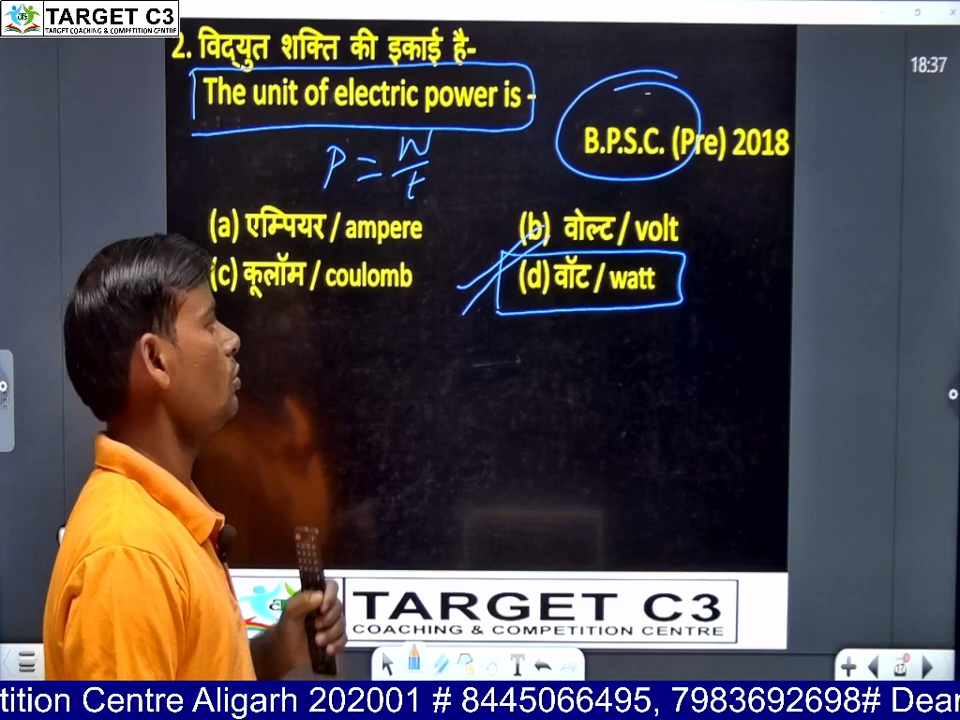 TARGET C3
TARGET COACHING & COMPETITION CENTRE
18:37
2. विद्युत शक्ति की इकाई है-
The unit of electric power is -
B.P.S.C. (Pre) 2018
P = W/t
(a) एम्पियर / ampere
(b) वोल्ट / volt
(c) कूलॉम / coulomb
(d) वॉट / watt
TARGET C3
COACHING & COMPETITION CENTRE
tition Centre Aligarh 202001 # 8445066495, 7983692698# Dear